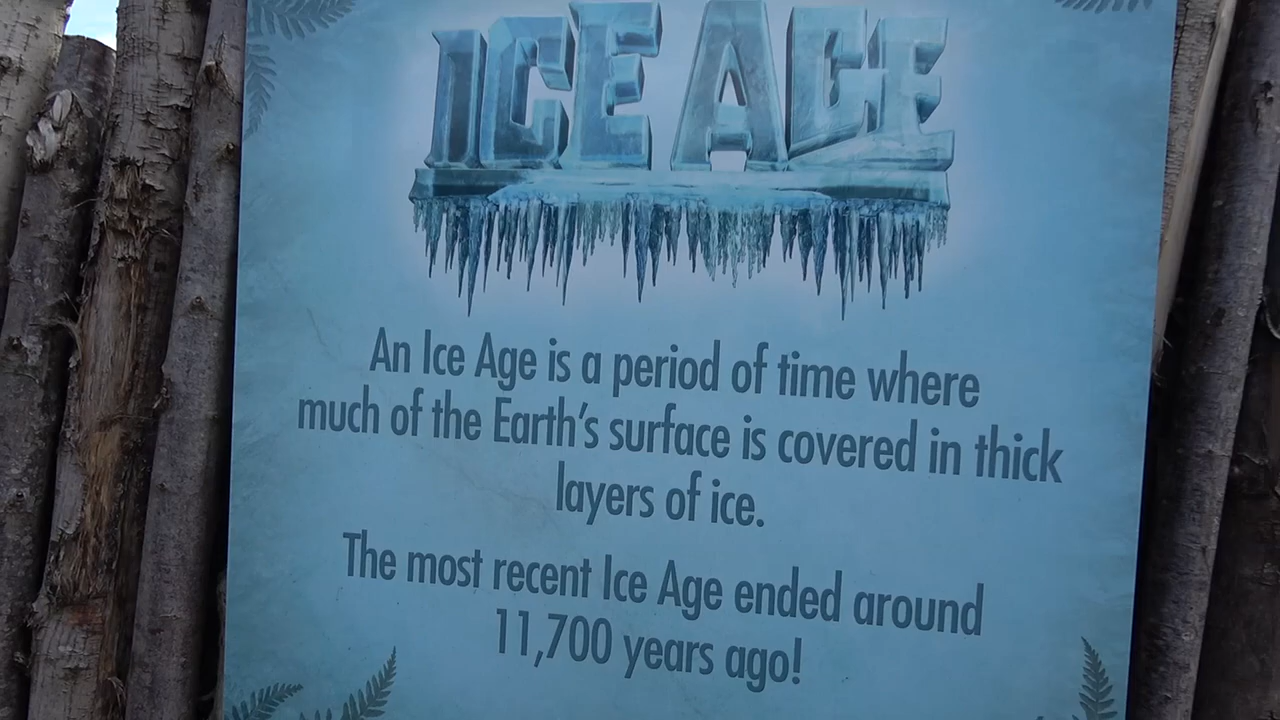 ICE AGE
An Ice Age is a period of time where
much of the Earth's surface is covered in thick
layers of ice.
The most recent Ice Age ended around
11,700 years ago!